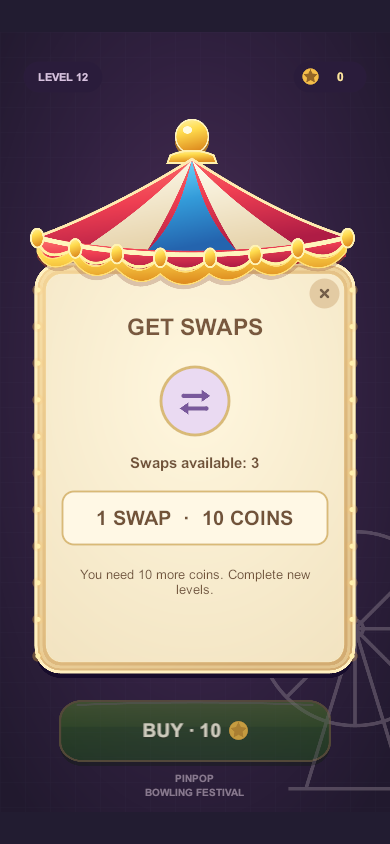 LEVEL 12
0
GET SWAPS
Swaps available: 3
1 SWAP · 10 COINS
You need 10 more coins. Complete new
levels.
BUY · 10
PINPOP
BOWLING FESTIVAL